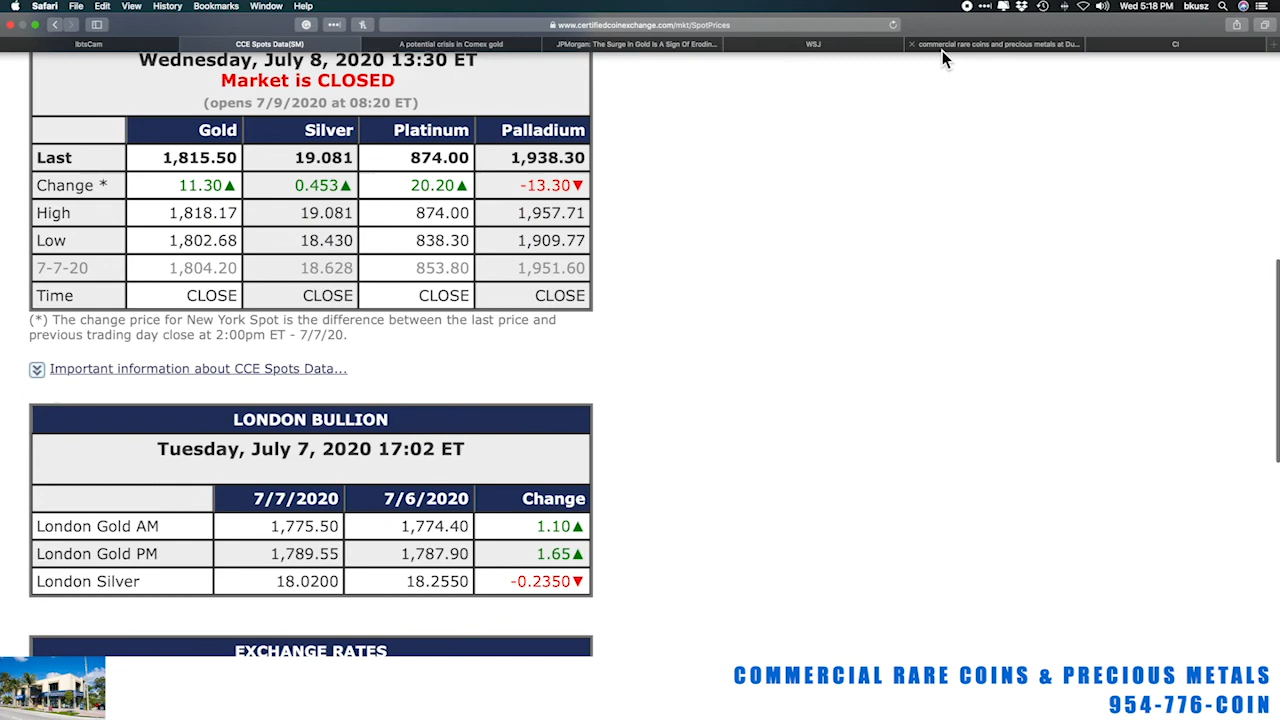 Safari File Edit View History Bookmarks Window Help Wed 5:18 PM bkusz
www.certifiedcoinexchange.com/mkt/SpotPrices
IbtsCam CCE Spots Data(SM) A potential crisis in Comex gold JPMorgan: The Surge In Gold Is A Sign Of Erodin... WSJ commercial rare coins and precious metals at Du... CI
Wednesday, July 8, 2020 13:30 ET
Market is CLOSED
(opens 7/9/2020 at 08:20 ET)
Gold Silver Platinum Palladium
Last 1,815.50 19.081 874.00 1,938.30
Change * 11.30▲ 0.453▲ 20.20▲ -13.30▼
High 1,818.17 19.081 874.00 1,957.71
Low 1,802.68 18.430 838.30 1,909.77
7-7-20 1,804.20 18.628 853.80 1,951.60
Time CLOSE CLOSE CLOSE CLOSE
(*) The change price for New York Spot is the difference between the last price and
previous trading day close at 2:00pm ET - 7/7/20.
Important information about CCE Spots Data...
LONDON BULLION
Tuesday, July 7, 2020 17:02 ET
7/7/2020 7/6/2020 Change
London Gold AM 1,775.50 1,774.40 1.10▲
London Gold PM 1,789.55 1,787.90 1.65▲
London Silver 18.0200 18.2550 -0.2350▼
EXCHANGE RATES
COMMERCIAL RARE COINS & PRECIOUS METALS
954-776-COIN